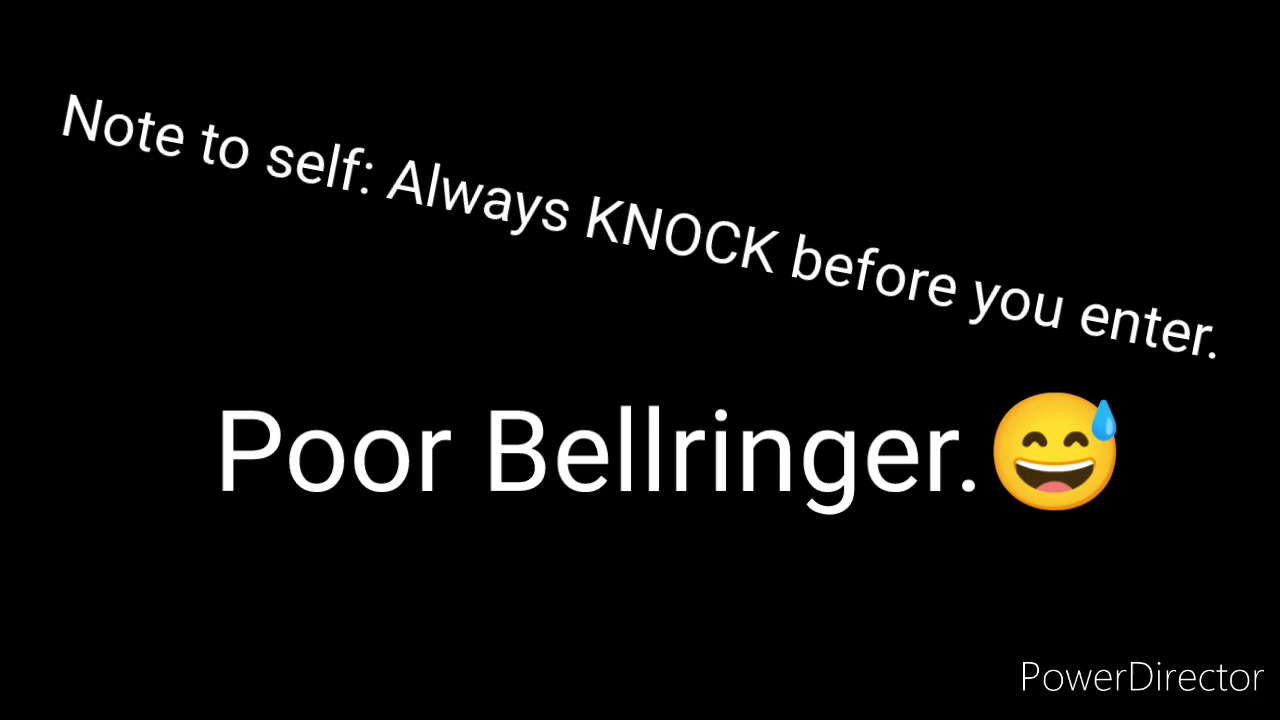 Note to self: Always KNOCK before you enter.
Poor Bellringer.😅
PowerDirector